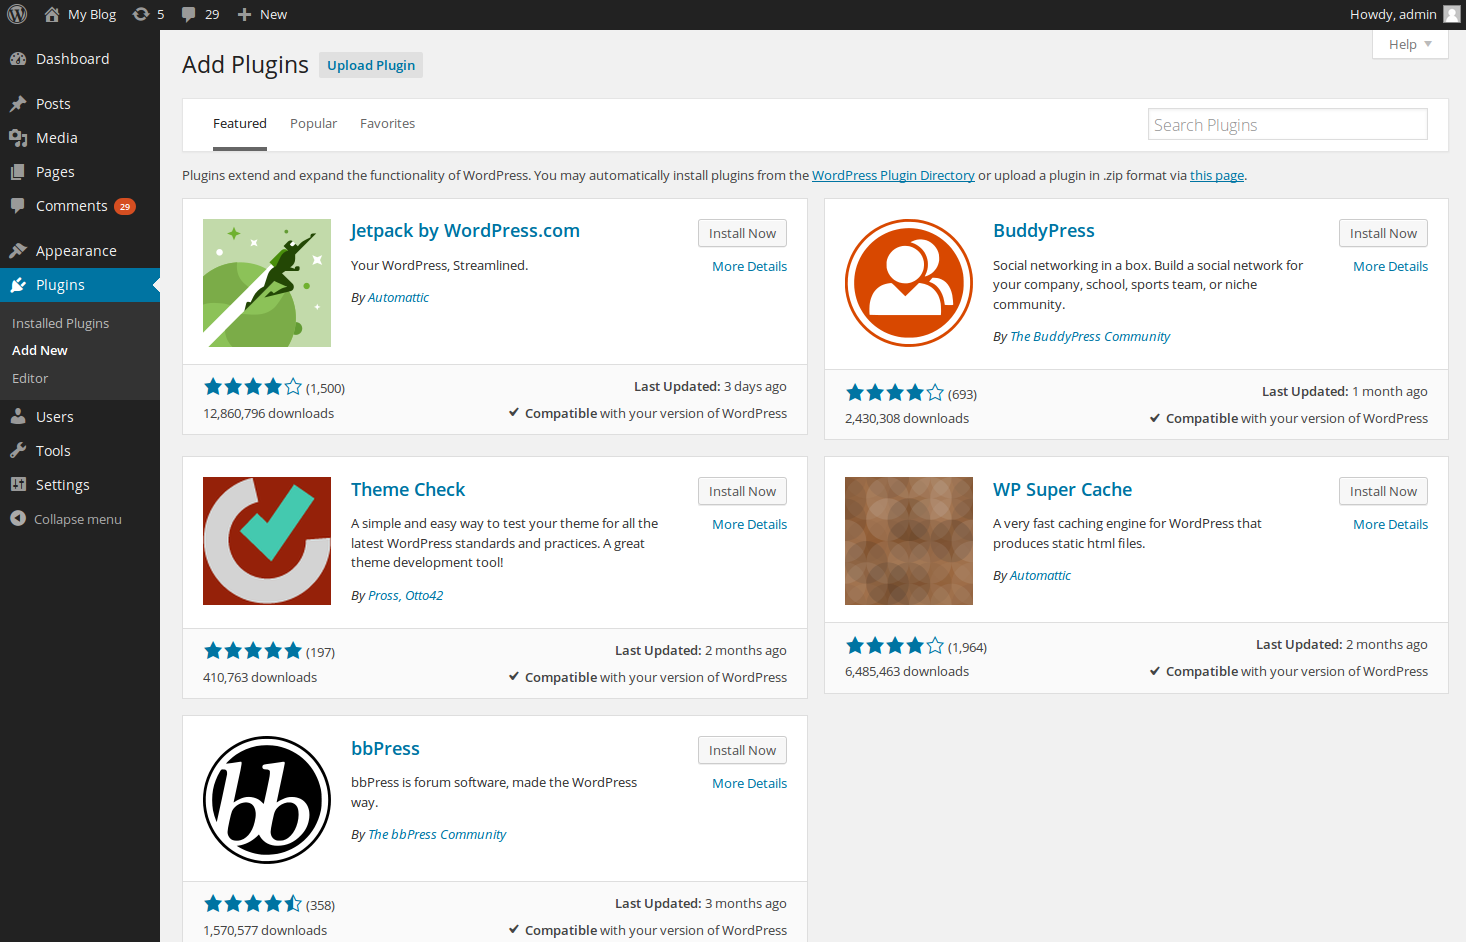 My Blog 5 29 New Howdy, admin
Help
Dashboard
Posts
Media
Pages
Comments 29
Appearance
Plugins
Installed Plugins
Add New
Editor
Users
Tools
Settings
Collapse menu
Add Plugins Upload Plugin
Featured Popular Favorites Search Plugins
Plugins extend and expand the functionality of WordPress. You may automatically install plugins from the WordPress Plugin Directory or upload a plugin in .zip format via this page.
Jetpack by WordPress.com
Install Now
Your WordPress, Streamlined.
More Details
By Automattic
(1,500)
Last Updated: 3 days ago
12,860,796 downloads
Compatible with your version of WordPress
BuddyPress
Install Now
Social networking in a box. Build a social network for
More Details
your company, school, sports team, or niche
community.
By The BuddyPress Community
(693)
Last Updated: 1 month ago
2,430,308 downloads
Compatible with your version of WordPress
Theme Check
Install Now
A simple and easy way to test your theme for all the
More Details
latest WordPress standards and practices. A great
theme development tool!
By Pross, Otto42
(197)
Last Updated: 2 months ago
410,763 downloads
Compatible with your version of WordPress
WP Super Cache
Install Now
A very fast caching engine for WordPress that
More Details
produces static html files.
By Automattic
(1,964)
Last Updated: 2 months ago
6,485,463 downloads
Compatible with your version of WordPress
bb
bbPress
Install Now
bbPress is forum software, made the WordPress
More Details
way.
By The bbPress Community
(358)
Last Updated: 3 months ago
1,570,577 downloads
Compatible with your version of WordPress